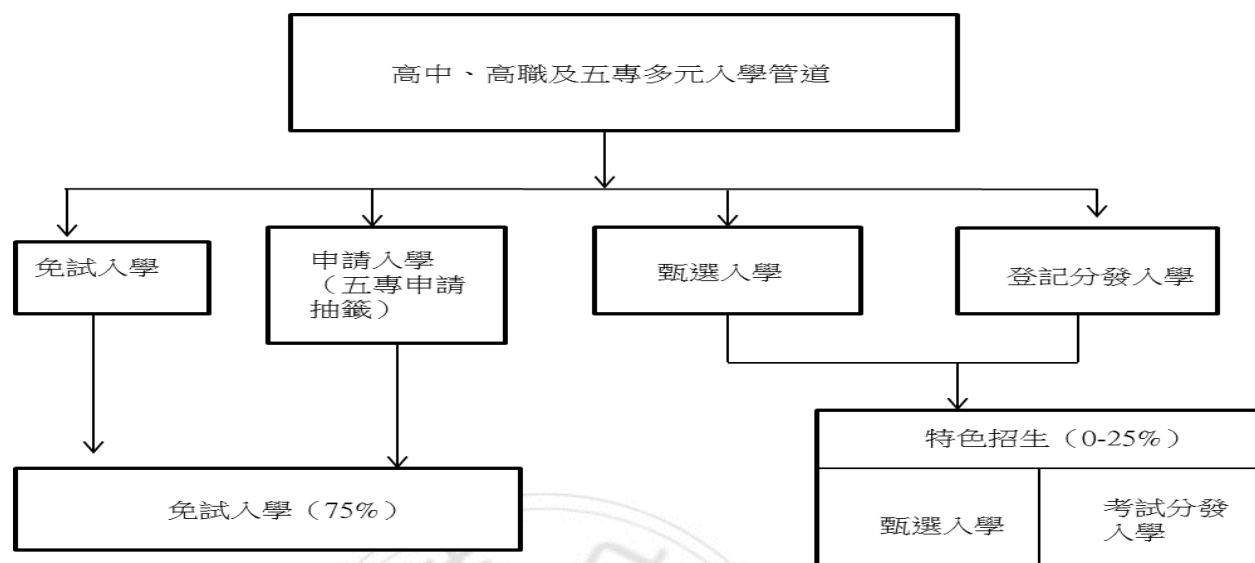 高中、高職及五專多元入學管道
免試入學
申請入學
（五專申請
抽籤）
甄選入學
登記分發入學
免試入學（75%）
特色招生（0-25%）
甄選入學
考試分發
入學